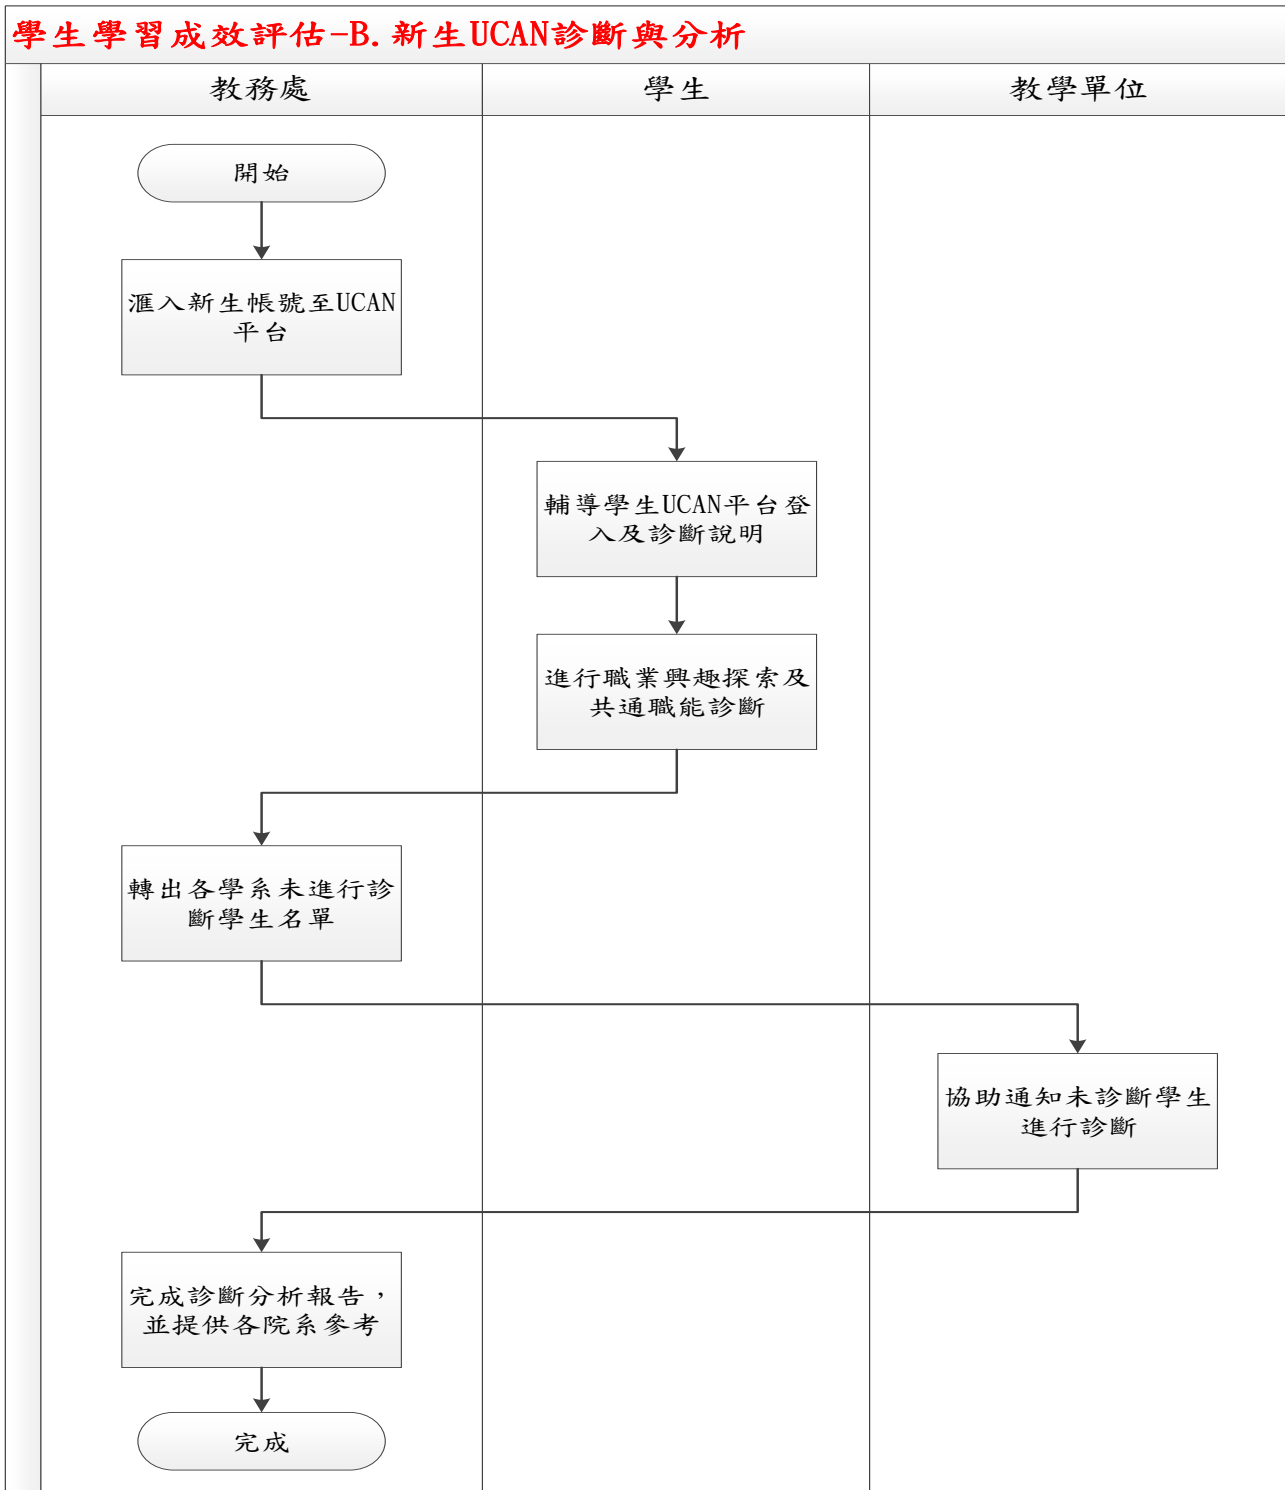 學生學習成效評估-B.新生UCAN診斷與分析
教務處
學生
教學單位
開始
滙入新生帳號至UCAN
平台
輔導學生UCAN平台登
入及診斷說明
進行職業興趣探索及
共通職能診斷
轉出各學系未進行診
斷學生名單
協助通知未診斷學生
進行診斷
完成診斷分析報告，
並提供各院系參考
完成